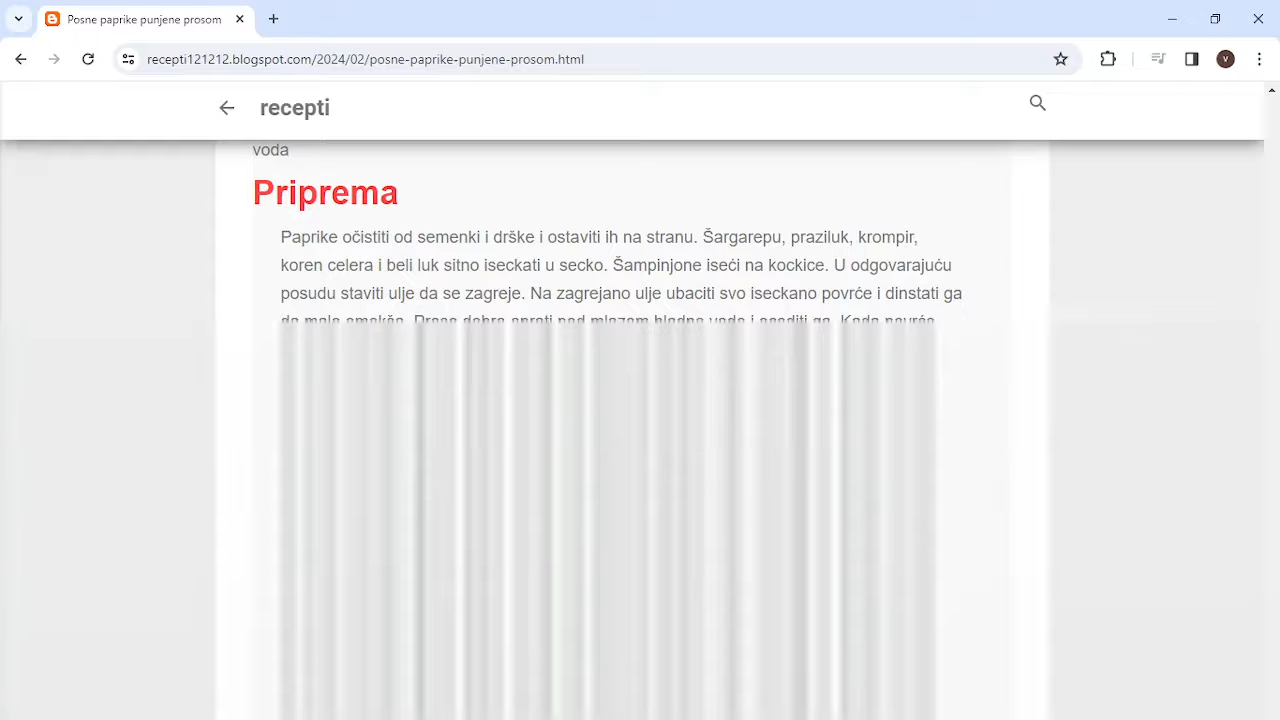 Posne paprike punjene prosom
recepti121212.blogspot.com/2024/02/posne-paprike-punjene-prosom.html
V
recepti
voda
Priprema
Paprike očistiti od semenki i drške i ostaviti ih na stranu. Šargarepu, praziluk, krompir,
koren celera i beli luk sitno iseckati u secko. Šampinjone iseći na kockice. U odgovarajuću
posudu staviti ulje da se zagreje. Na zagrejano ulje ubaciti svo iseckano povrće i dinstati ga